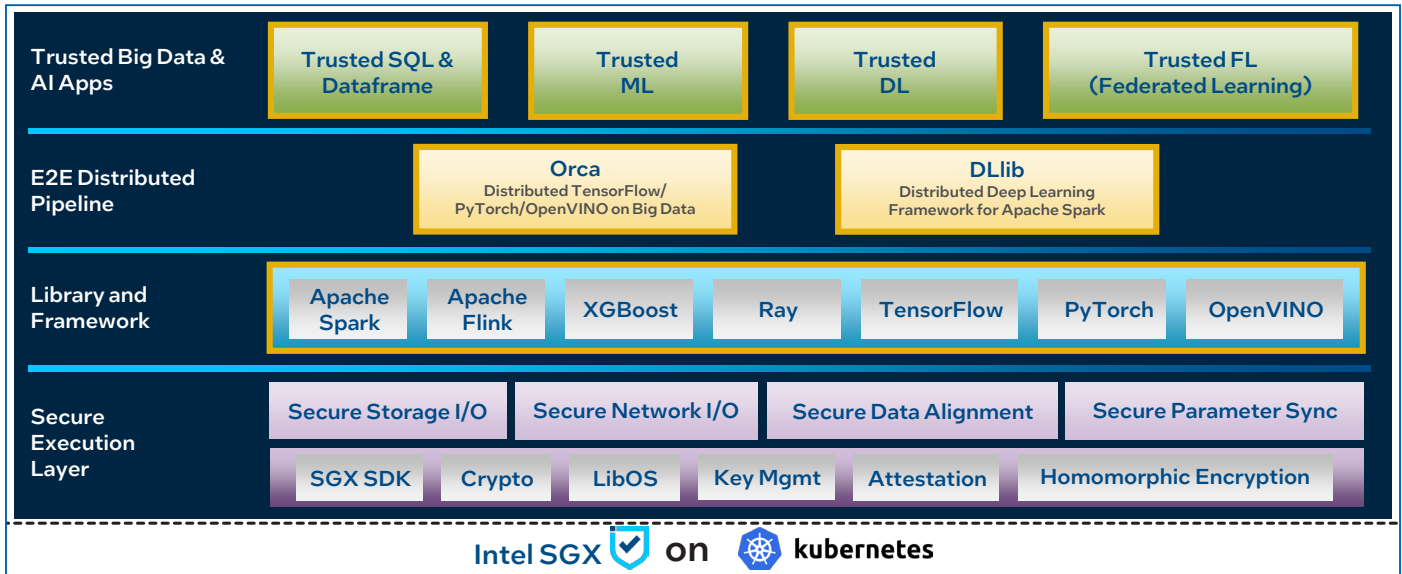 Trusted Big Data &
AI Apps
Trusted SQL &
Dataframe
Trusted
ML
Trusted
DL
Trusted FL
(Federated Learning)
E2E Distributed
Pipeline
Orca
Distributed TensorFlow/
PyTorch/OpenVINO on Big Data
DLlib
Distributed Deep Learning
Framework for Apache Spark
Library and
Framework
Apache
Spark
Apache
Flink
XGBoost
Ray
TensorFlow
PyTorch
OpenVINO
Secure
Execution
Layer
Secure Storage I/O
Secure Network I/O
Secure Data Alignment
Secure Parameter Sync
SGX SDK
Crypto
LibOS
Key Mgmt
Attestation
Homomorphic Encryption
Intel SGX on kubernetes